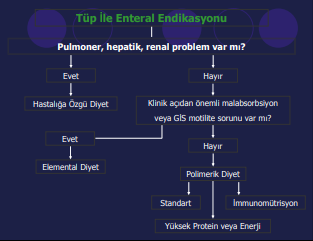 Tüp İle Enteral Endikasyonu
Pulmoner, hepatik, renal problem var mı?
Evet
Hayır
Hastalığa Özgü Diyet
Klinik açıdan önemli malabsorbsiyon
veya GİS motilite sorunu var mı?
Evet
Hayır
Elemental Diyet
Polimerik Diyet
Standart
İmmunomütrisyon
Yüksek Protein veya Enerji